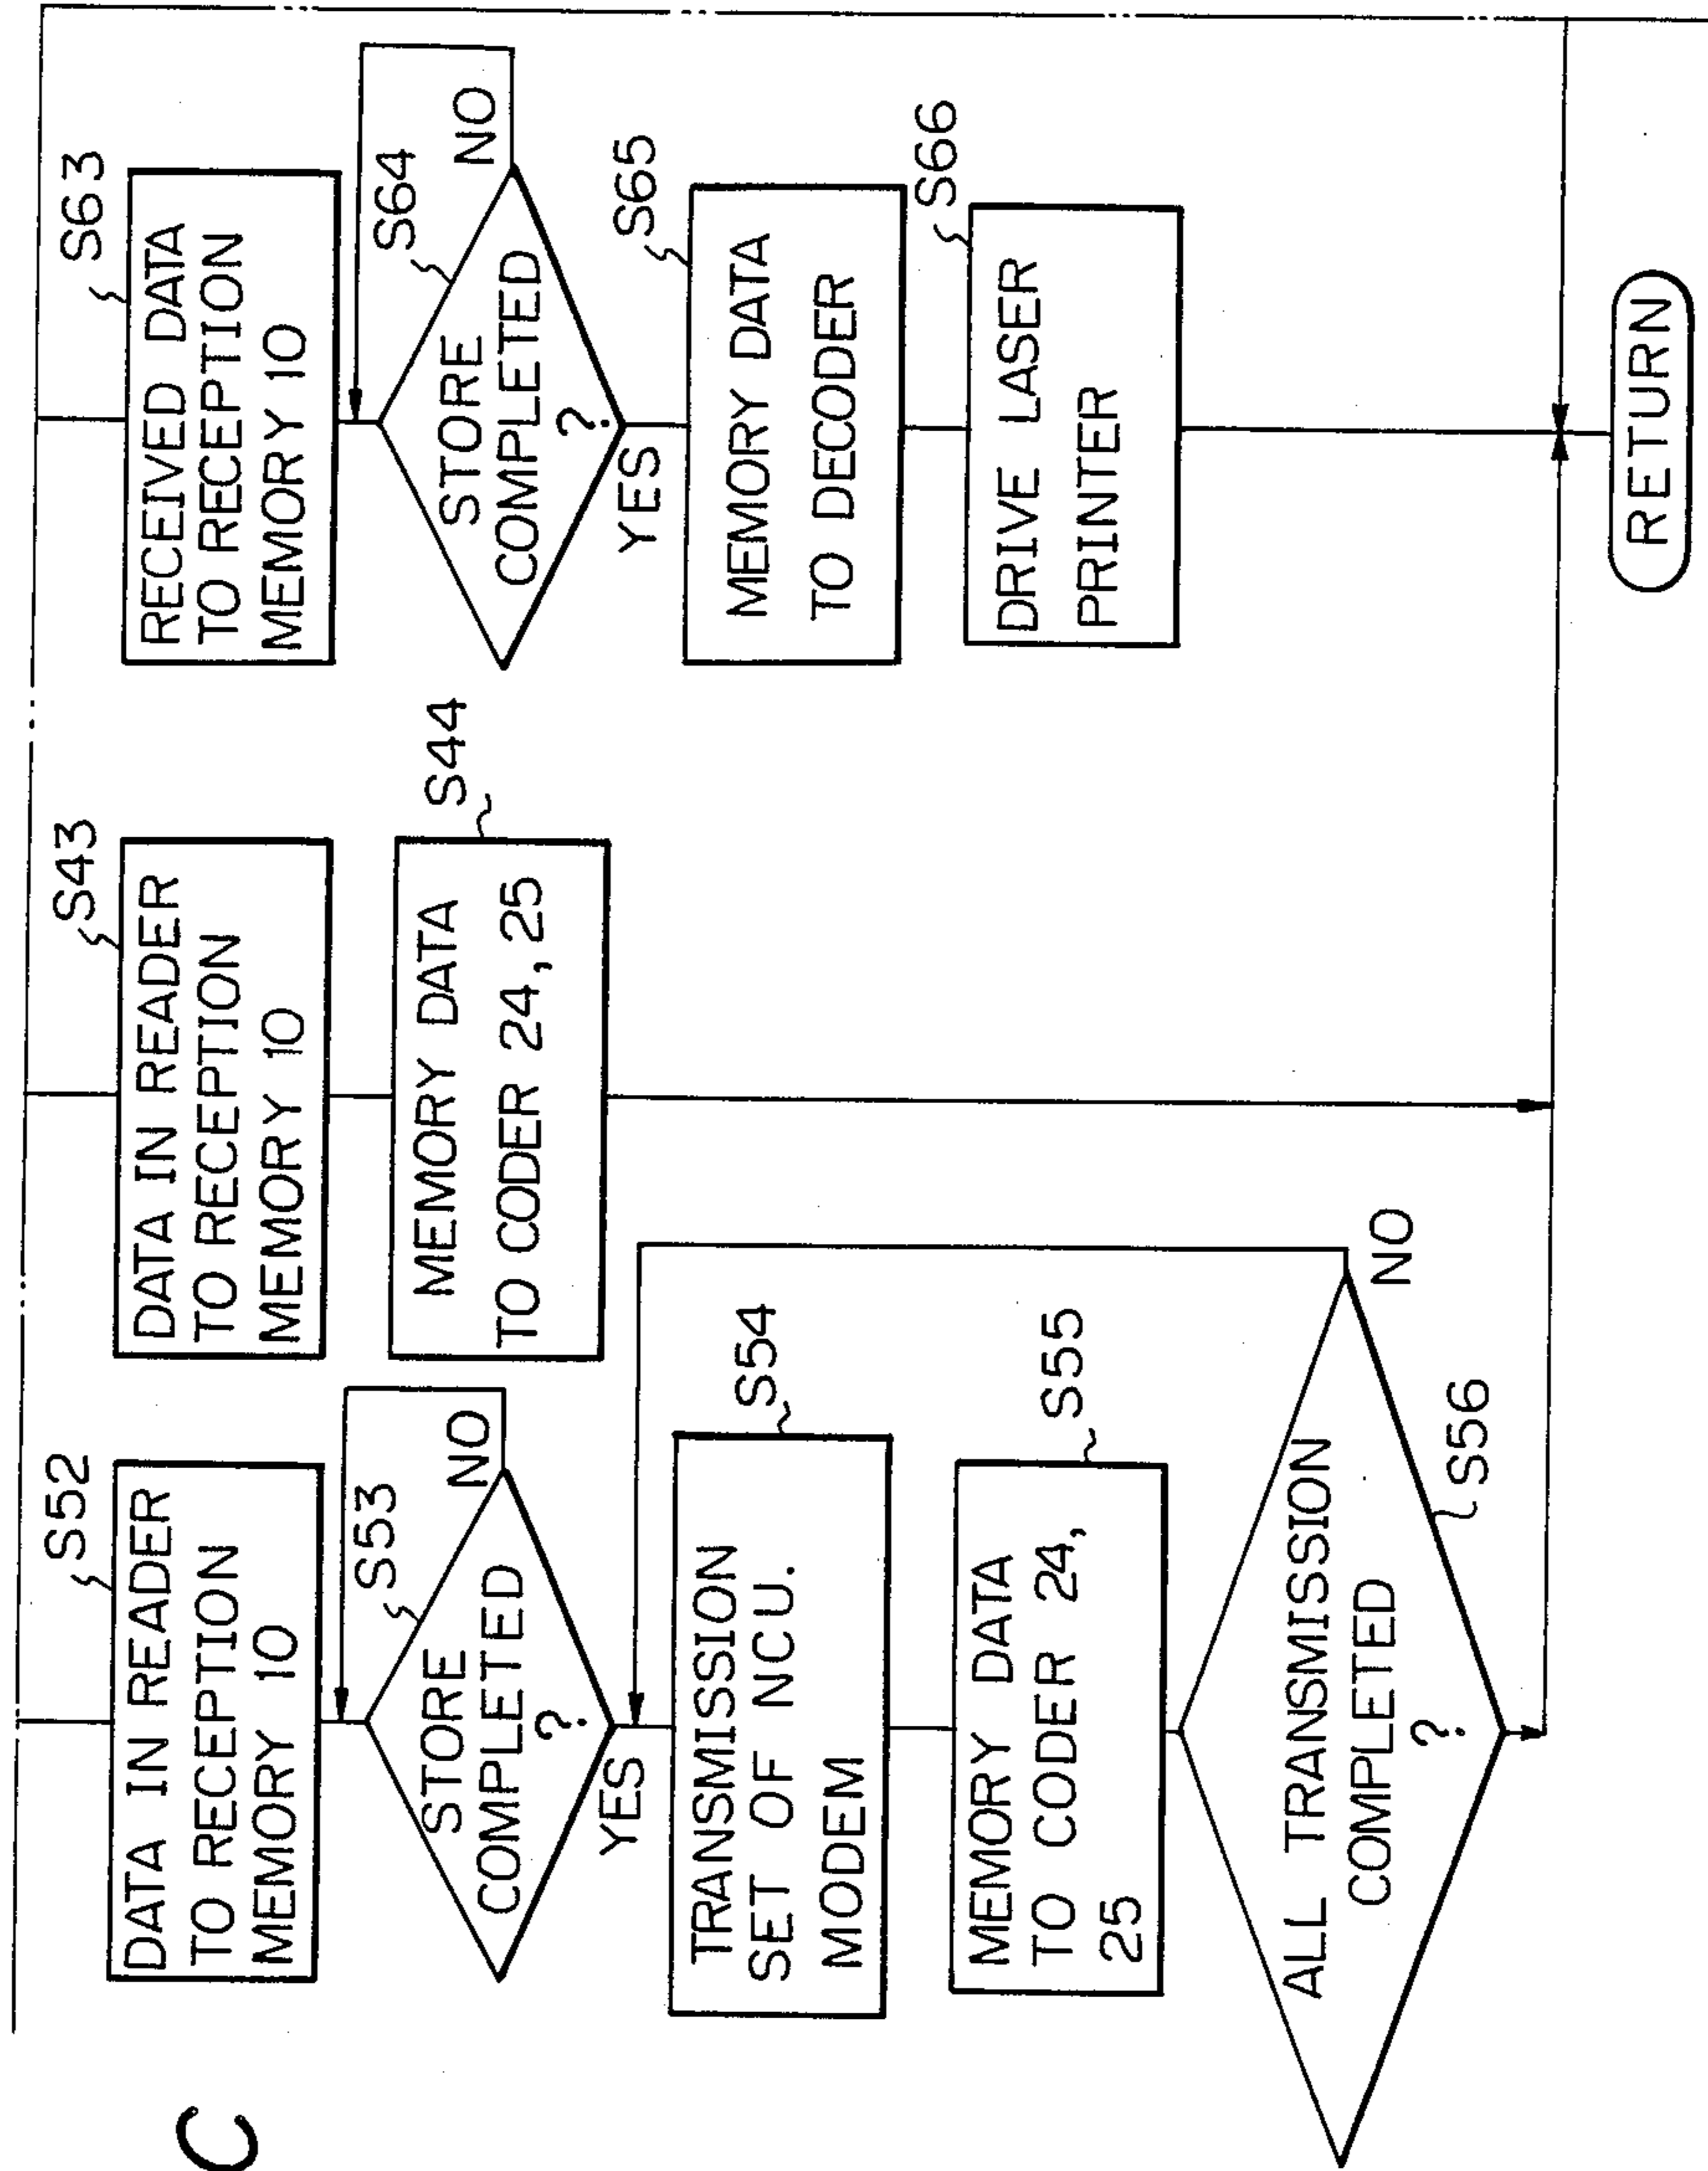 C
S52
DATA IN READER
TO RECEPTION
MEMORY 10
S53
STORE
COMPLETED
?
NO
YES
S54
TRANSMISSION
SET OF NCU.
MODEM
S55
MEMORY DATA
TO CODER 24,
25
ALL TRANSMISSION
COMPLETED
?
S56
NO
S43
DATA IN READER
TO RECEPTION
MEMORY 10
S44
MEMORY DATA
TO CODER 24,25
S63
RECEIVED DATA
TO RECEPTION
MEMORY 10
S64
STORE
COMPLETED
?
NO
YES
S65
MEMORY DATA
TO DECODER
S66
DRIVE LASER
PRINTER
RETURN